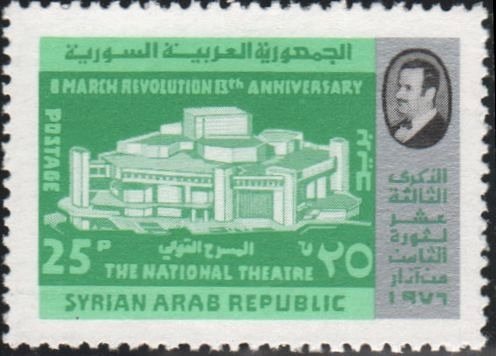 الجمهورية العربية السورية
8 MARCH REVOLUTION 13th ANNIVERSARY
POSTAGE
بريد
25P
المسرح القومي
٢٥ ق
THE NATIONAL THEATRE
SYRIAN ARAB REPUBLIC
الذكرى
الثالثة
عشر
لثورة
الثامن
من آذار
١٩٧٦